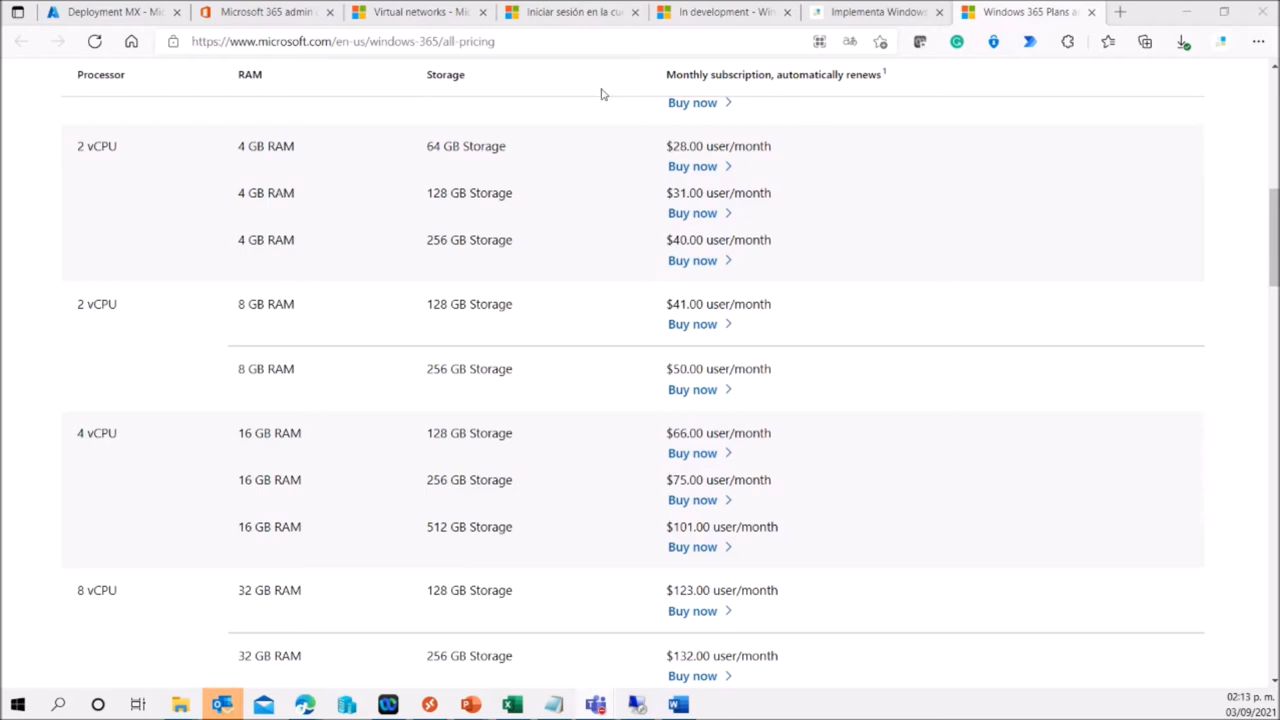 Deployment MX - Mic
Microsoft 365 admin
Virtual networks - Mic
Iniciar sesión en la cu
In development - Win
Implementa Window
Windows 365 Plans a
https://www.microsoft.com/en-us/windows-365/all-pricing
Processor RAM Storage Monthly subscription, automatically renews 1
Buy now
2 vCPU 4 GB RAM 64 GB Storage $28.00 user/month
Buy now
4 GB RAM 128 GB Storage $31.00 user/month
Buy now
4 GB RAM 256 GB Storage $40.00 user/month
Buy now
2 vCPU 8 GB RAM 128 GB Storage $41.00 user/month
Buy now
8 GB RAM 256 GB Storage $50.00 user/month
Buy now
4 vCPU 16 GB RAM 128 GB Storage $66.00 user/month
Buy now
16 GB RAM 256 GB Storage $75.00 user/month
Buy now
16 GB RAM 512 GB Storage $101.00 user/month
Buy now
8 vCPU 32 GB RAM 128 GB Storage $123.00 user/month
Buy now
32 GB RAM 256 GB Storage $132.00 user/month
Buy now
02:13 p. m.
03/09/2021